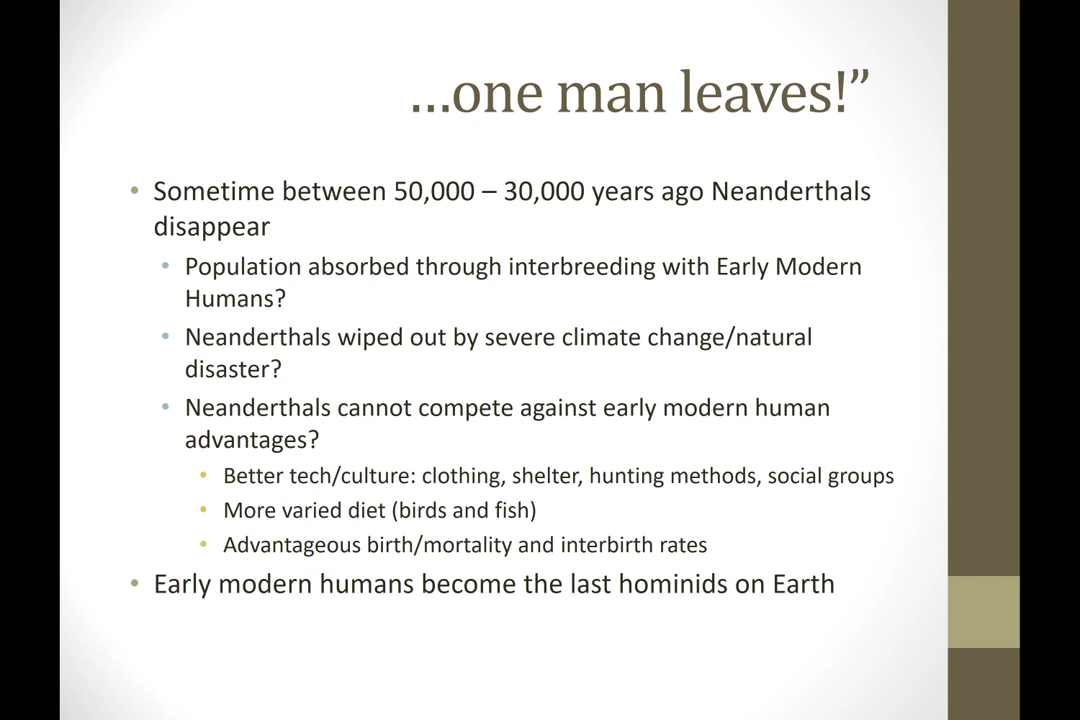 …one man leaves!”
• Sometime between 50,000 – 30,000 years ago Neanderthals
disappear
• Population absorbed through interbreeding with Early Modern
Humans?
• Neanderthals wiped out by severe climate change/natural
disaster?
• Neanderthals cannot compete against early modern human
advantages?
• Better tech/culture: clothing, shelter, hunting methods, social groups
• More varied diet (birds and fish)
• Advantageous birth/mortality and interbirth rates
• Early modern humans become the last hominids on Earth